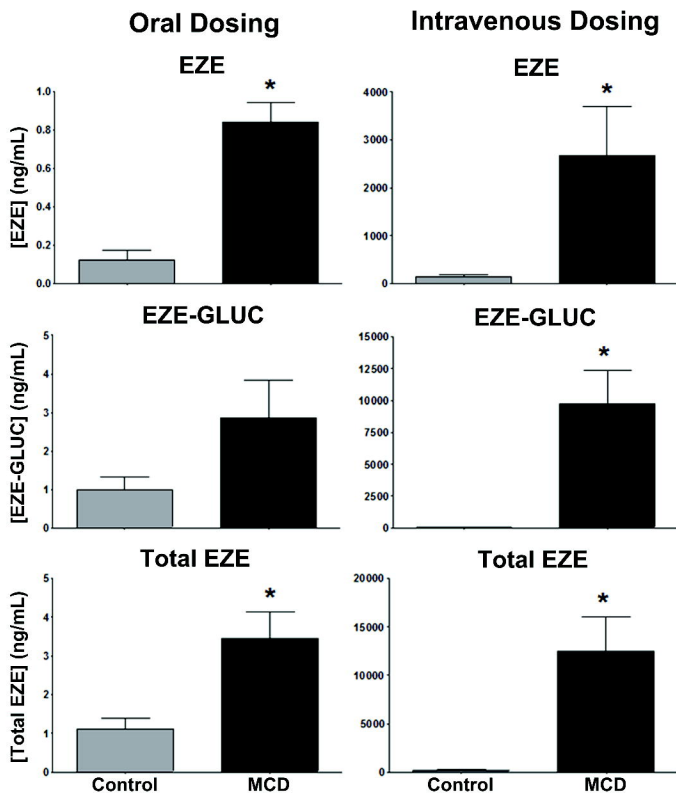 Oral Dosing
Intravenous Dosing
EZE
EZE
[EZE] (ng/mL)
1.0
0.8
0.6
0.4
0.2
0.0
*
4000
3000
2000
1000
0
*
EZE-GLUC
EZE-GLUC
[EZE-GLUC] (ng/mL)
5
4
3
2
1
0
15000
12500
10000
7500
5000
2500
0
*
Total EZE
Total EZE
[Total EZE] (ng/mL)
5
4
3
2
1
0
*
20000
15000
10000
5000
0
*
Control
MCD
Control
MCD